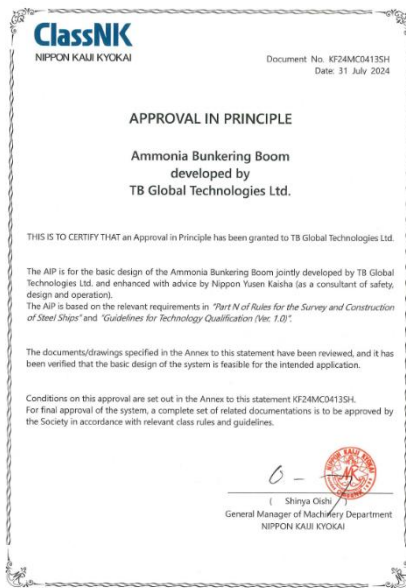 ClassNK
NIPPON KAIJI KYOKAI
Document No. KF24MC0413SH
Date: 31 July 2024
APPROVAL IN PRINCIPLE
Ammonia Bunkering Boom
developed by
TB Global Technologies Ltd.
THIS IS TO CERTIFY THAT an Approval in Principle has been granted to TB Global Technologies Ltd.
The AIP is for the basic design of the Ammonia Bunkering Boom jointly developed by TB Global
Technologies Ltd. and enhanced with advice by Nippon Yusen Kaisha (as a consultant of safety,
design and operation).
The AiP is based on the relevant requirements in "Part N of Rules for the Survey and Construction
of Steel Ships" and "Guidelines for Technology Qualification (Ver. 1.0)".
The documents/drawings specified in the Annex to this statement have been reviewed, and it has
been verified that the basic design of the system is feasible for the intended application.
Conditions on this approval are set out in the Annex to this statement KF24MC0413SH.
For final approval of the system, a complete set of related documentations is to be approved by
the Society in accordance with relevant class rules and guidelines.
( Shinya Oishi )
General Manager of Machinery Department
NIPPON KAIJI KYOKAI